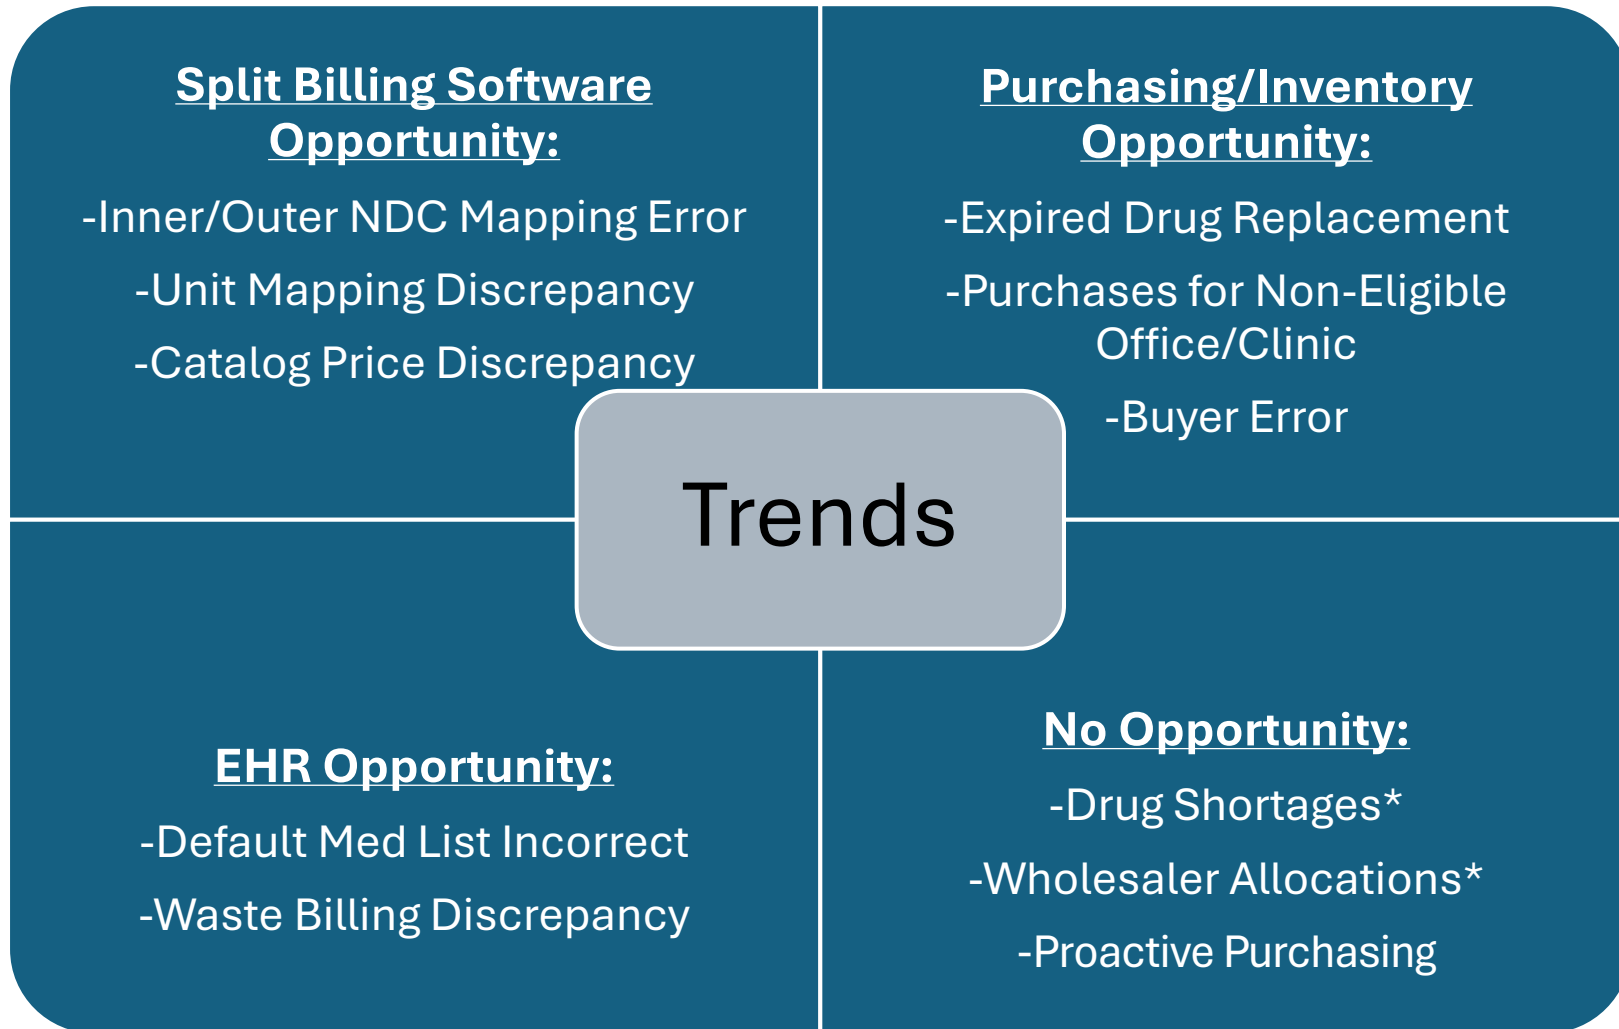 Split Billing Software
Opportunity:
-Inner/Outer NDC Mapping Error
-Unit Mapping Discrepancy
-Catalog Price Discrepancy
Purchasing/Inventory
Opportunity:
-Expired Drug Replacement
-Purchases for Non-Eligible
Office/Clinic
-Buyer Error
Trends
EHR Opportunity:
-Default Med List Incorrect
-Waste Billing Discrepancy
No Opportunity:
-Drug Shortages*
-Wholesaler Allocations*
-Proactive Purchasing